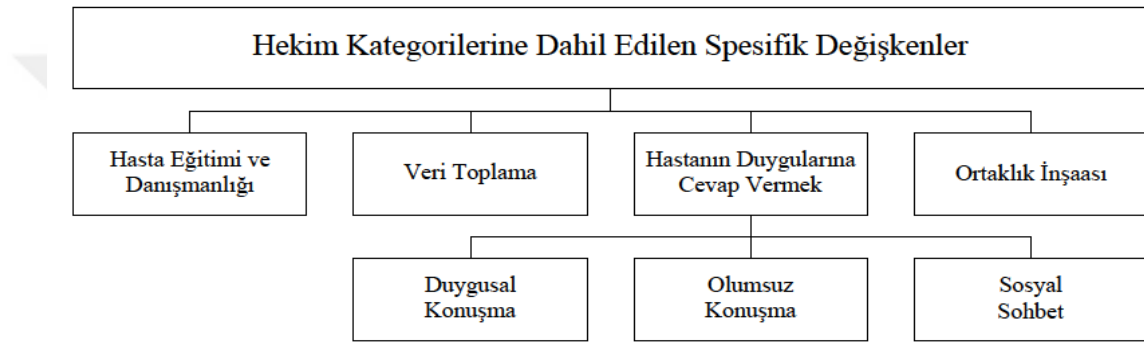 Hekim Kategorilerine Dahil Edilen Spesifik Değişkenler
Hasta Eğitimi ve
Danışmanlığı
Veri Toplama
Hastanın Duygularına
Cevap Vermek
Ortaklık İnşaası
Duygusal
Konuşma
Olumsuz
Konuşma
Sosyal
Sohbet